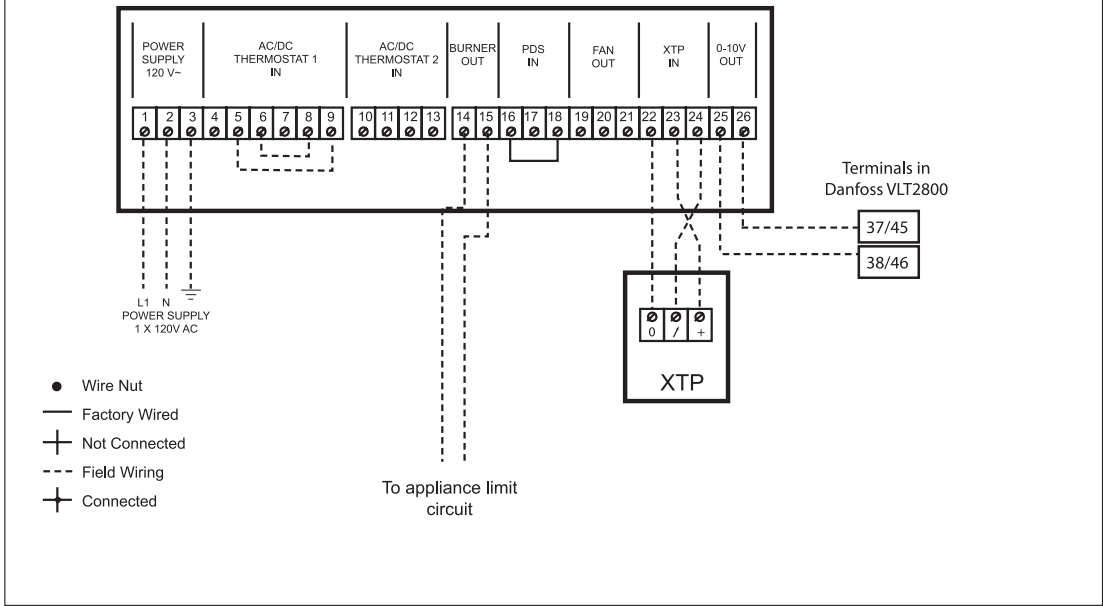 POWER
SUPPLY
120 V~
AC/DC
THERMOSTAT 1
IN
AC/DC
THERMOSTAT 2
IN
BURNER
OUT
PDS
IN
FAN
OUT
XTP
IN
0-10V
OUT
1 2 3 4 5 6 7 8 9 10 11 12 13 14 15 16 17 18 19 20 21 22 23 24 25 26
Terminals in
Danfoss VLT2800
37/45
38/46
L1 N
POWER SUPPLY
1 X 120V AC
0 / +
XTP
Wire Nut
Factory Wired
Not Connected
Field Wiring
Connected
To appliance limit
circuit